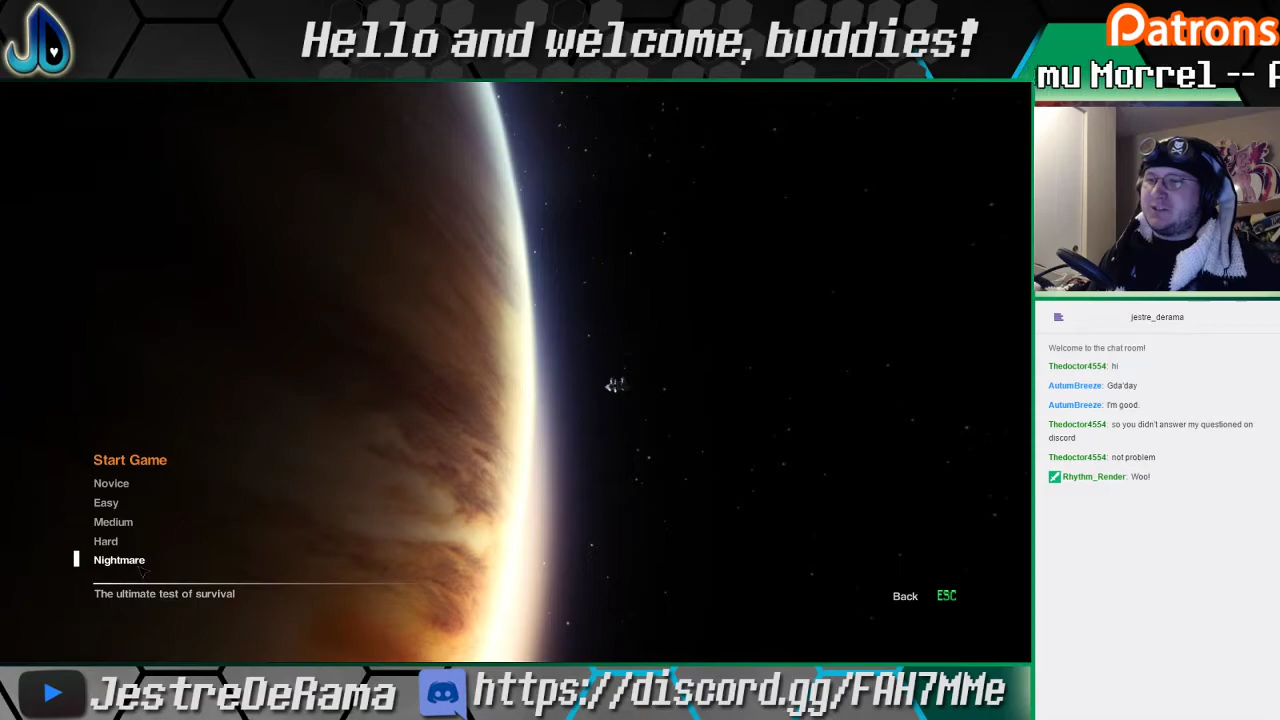 JD
Hello and welcome, buddies!
Patrons
mu Morrel --
Start Game
Novice
Easy
Medium
Hard
Nightmare
The ultimate test of survival
Back ESC
jestre_derama
Welcome to the chat room!
Thedoctor4554: hi
AutumBreeze: Gda'day
AutumBreeze: I'm good.
Thedoctor4554: so you didn't answer my questioned on
discord
Thedoctor4554: not problem
Rhythm_Render: Woo!
JestreDeRama
https://discord.gg/FAH7MMe